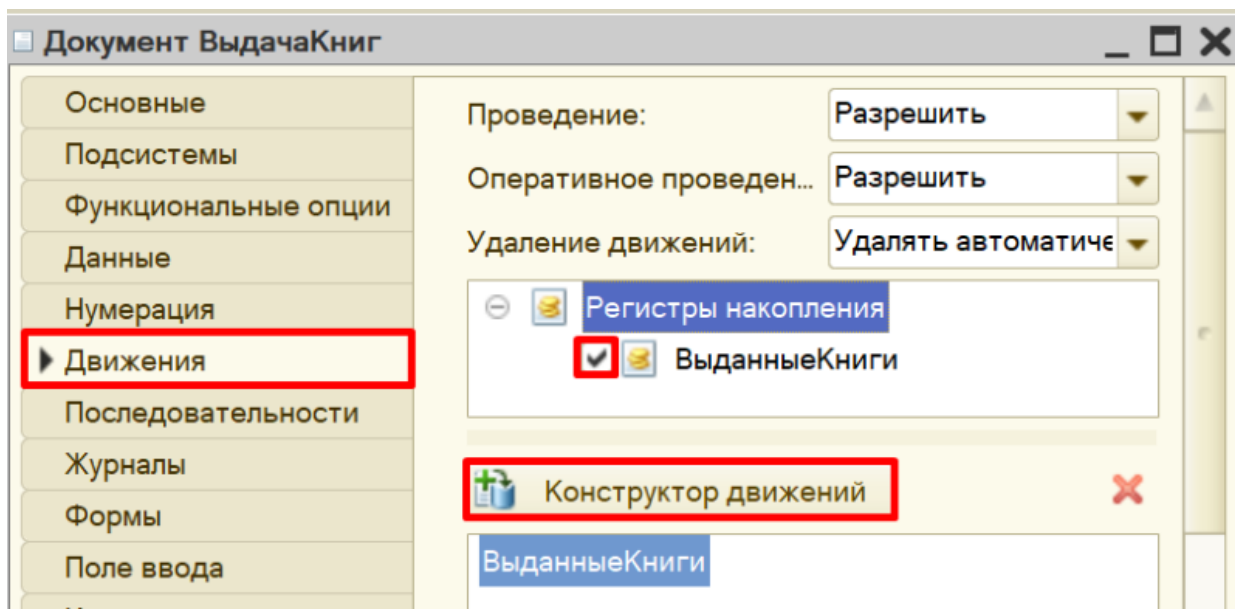 Документ ВыдачаКниг
Основные
Подсистемы
Функциональные опции
Данные
Нумерация
Движения
Последовательности
Журналы
Формы
Поле ввода
Проведение: Разрешить
Оперативное проведен... Разрешить
Удаление движений: Удалять автоматиче
Регистры накопления
ВыданныеКниги
Конструктор движений
ВыданныеКниги